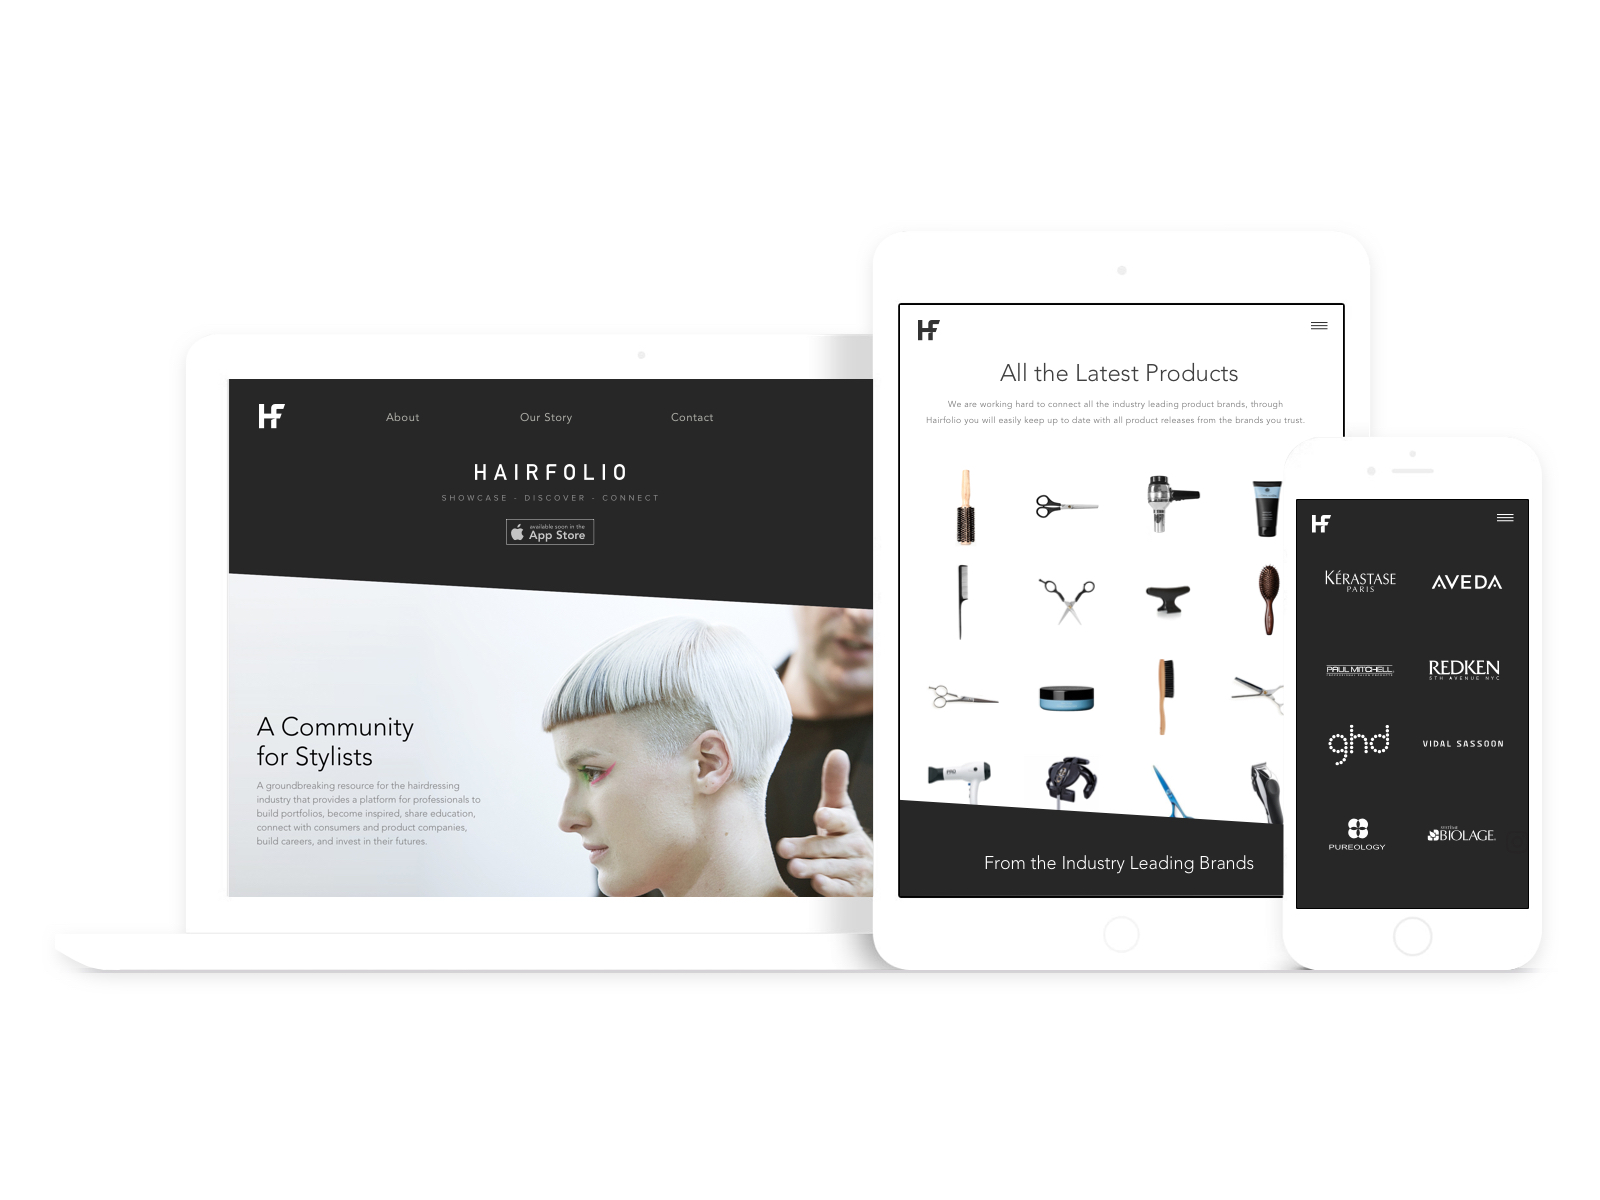 HF
About
Our Story
Contact
HAIRFOLIO
SHOWCASE - DISCOVER - CONNECT
available soon in the
App Store
A Community
for Stylists
A groundbreaking resource for the hairdressing
industry that provides a platform for professionals to
build portfolios, become inspired, share education,
connect with consumers and product companies,
build careers, and invest in their futures.
HF
All the Latest Products
We are working hard to connect all the industry leading product brands, through
Hairfolio you will easily keep up to date with all product releases from the brands you trust.
PRO
From the Industry Leading Brands
HF
KÉRASTASE
PARIS
AVEDA
PAUL MITCHELL
PROFESSIONAL SALON PRODUCTS
REDKEN
5TH AVENUE NYC
ghd
VIDAL SASSOON
PUREOLOGY
BIOLAGE